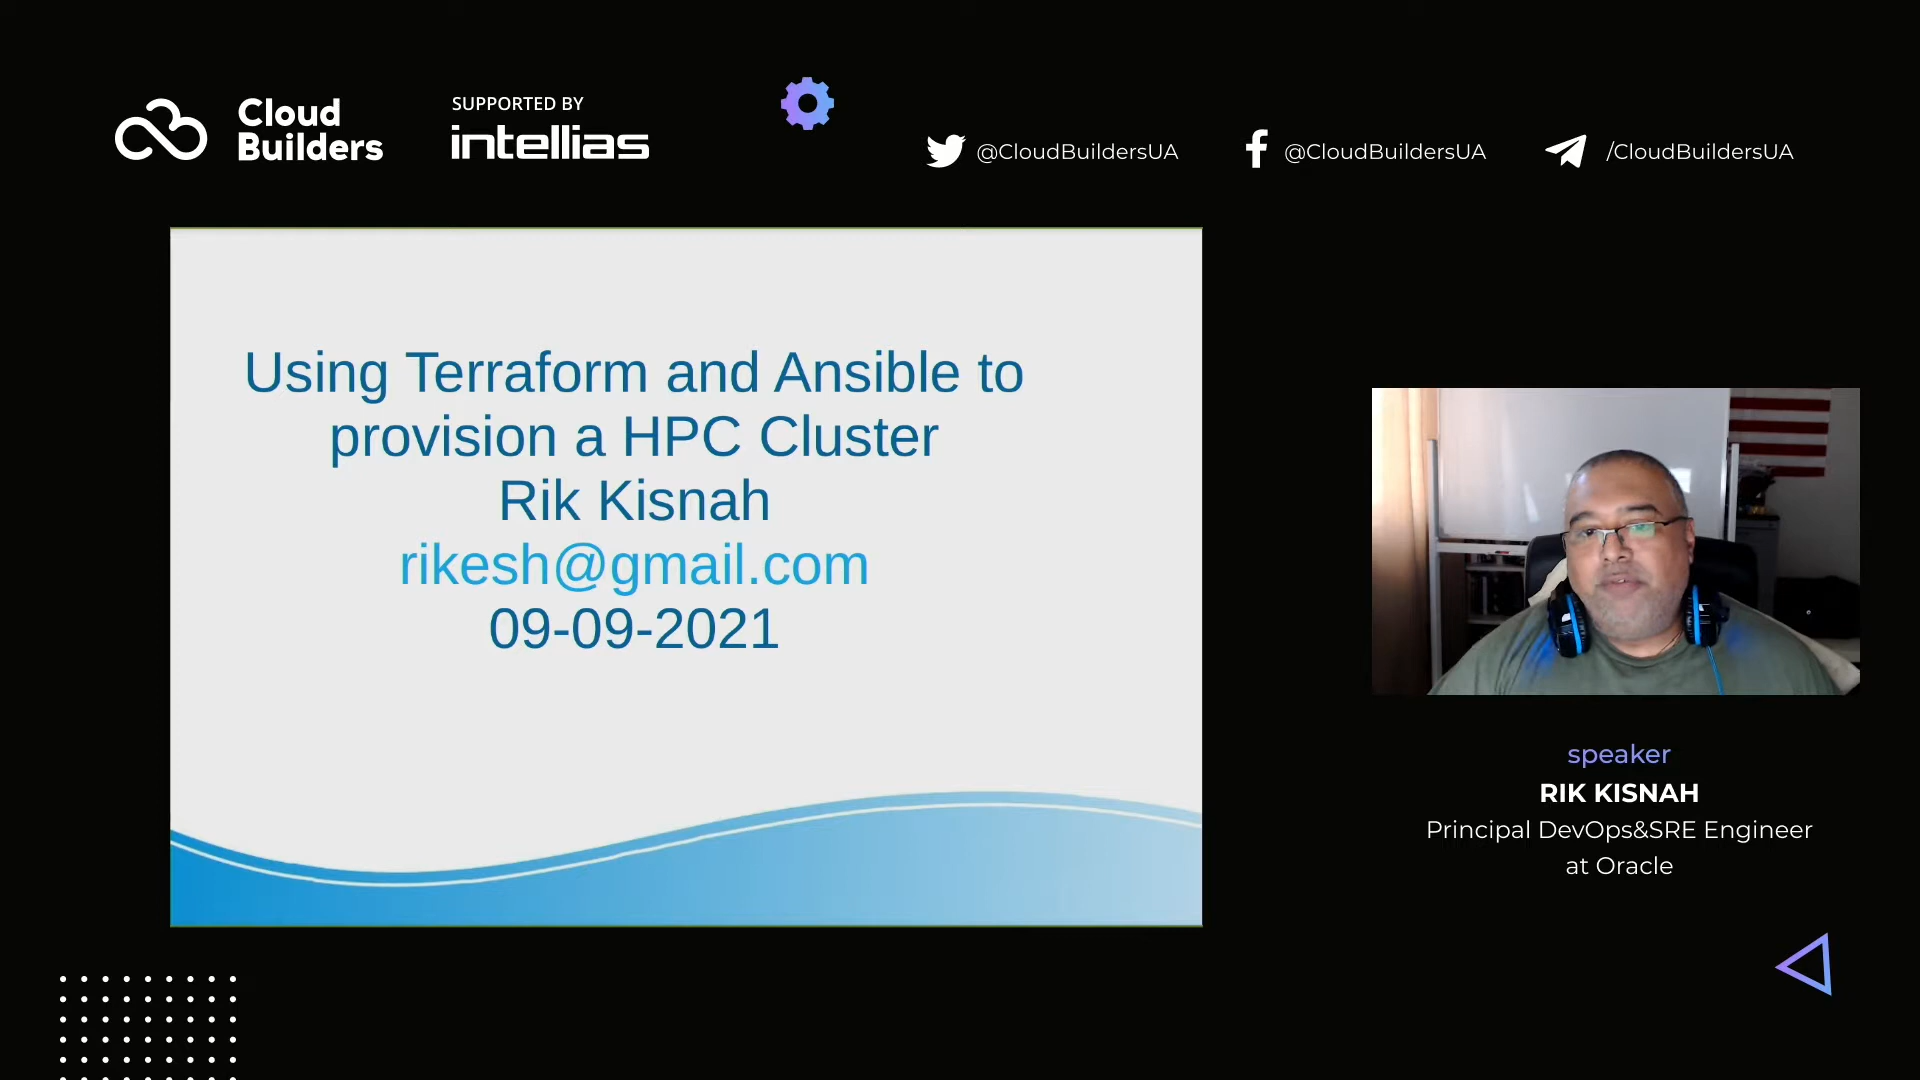 Cloud
Builders
SUPPORTED BY
intellias
@CloudBuildersUA
@CloudBuildersUA
/CloudBuildersUA
Using Terraform and Ansible to
provision a HPC Cluster
Rik Kisnah
rikesh@gmail.com
09-09-2021
speaker
RIK KISNAH
Principal DevOps&SRE Engineer
at Oracle